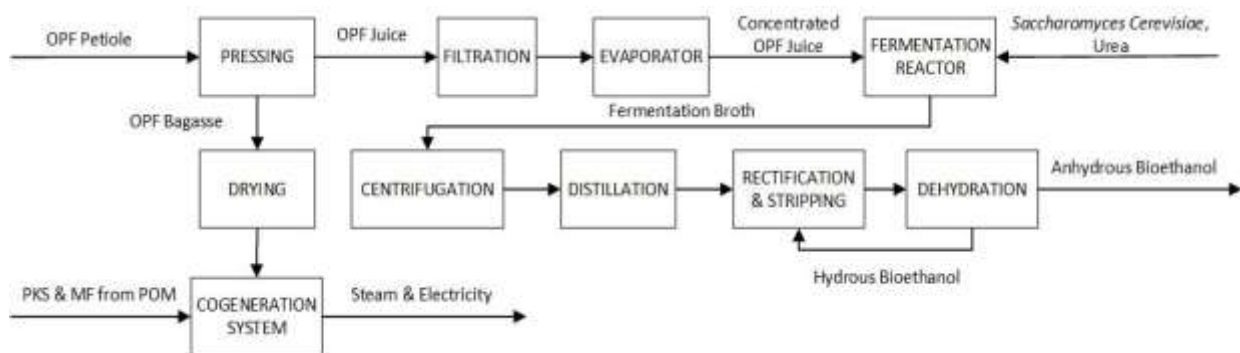 OPF Petiole
PRESSING
OPF Juice
FILTRATION
EVAPORATOR
Concentrated
OPF Juice
FERMENTATION
REACTOR
Saccharomyces Cerevisiae,
Urea
OPF Bagasse
Fermentation Broth
DRYING
CENTRIFUGATION
DISTILLATION
RECTIFICATION
& STRIPPING
DEHYDRATION
Anhydrous Bioethanol
Hydrous Bioethanol
PKS & MF from POM
COGENERATION
SYSTEM
Steam & Electricity